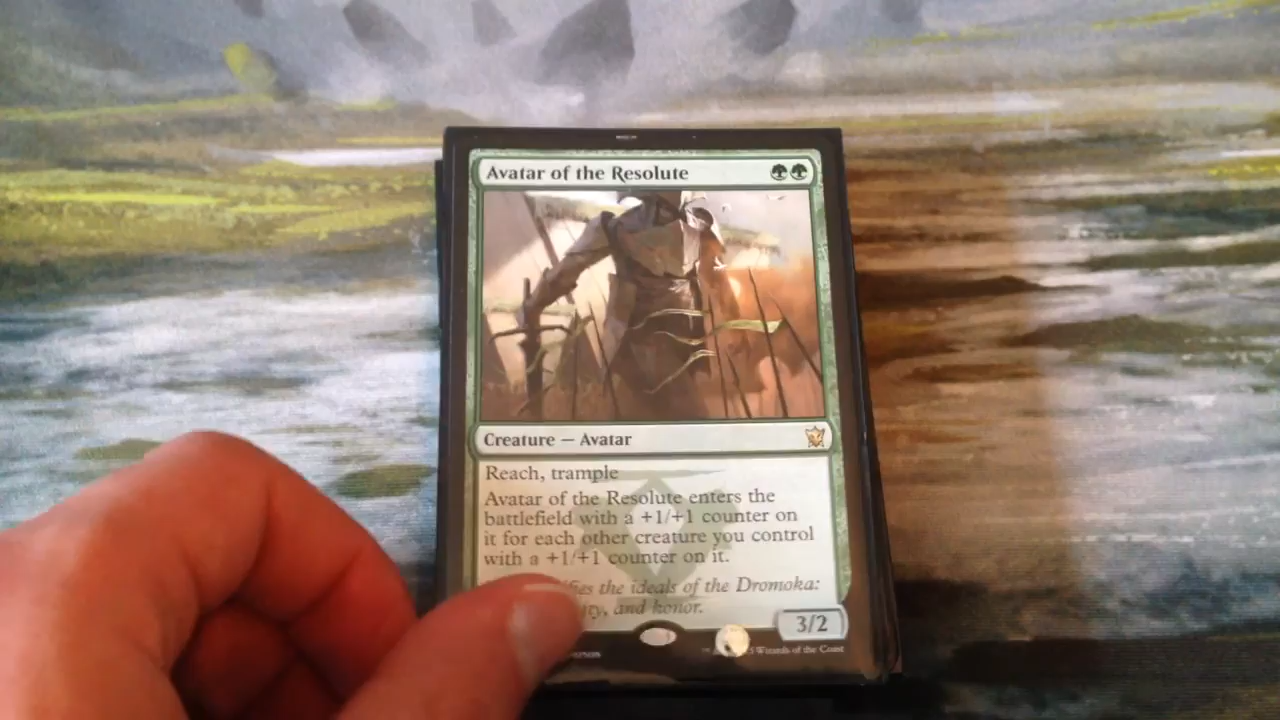 Avatar of the Resolute
Creature — Avatar
Reach, trample
Avatar of the Resolute enters the
battlefield with a +1/+1 counter on
it for each other creature you control
with a +1/+1 counter on it.
the ideals of the Dromoka:
and honor.
3/2
Wizards of the Coast